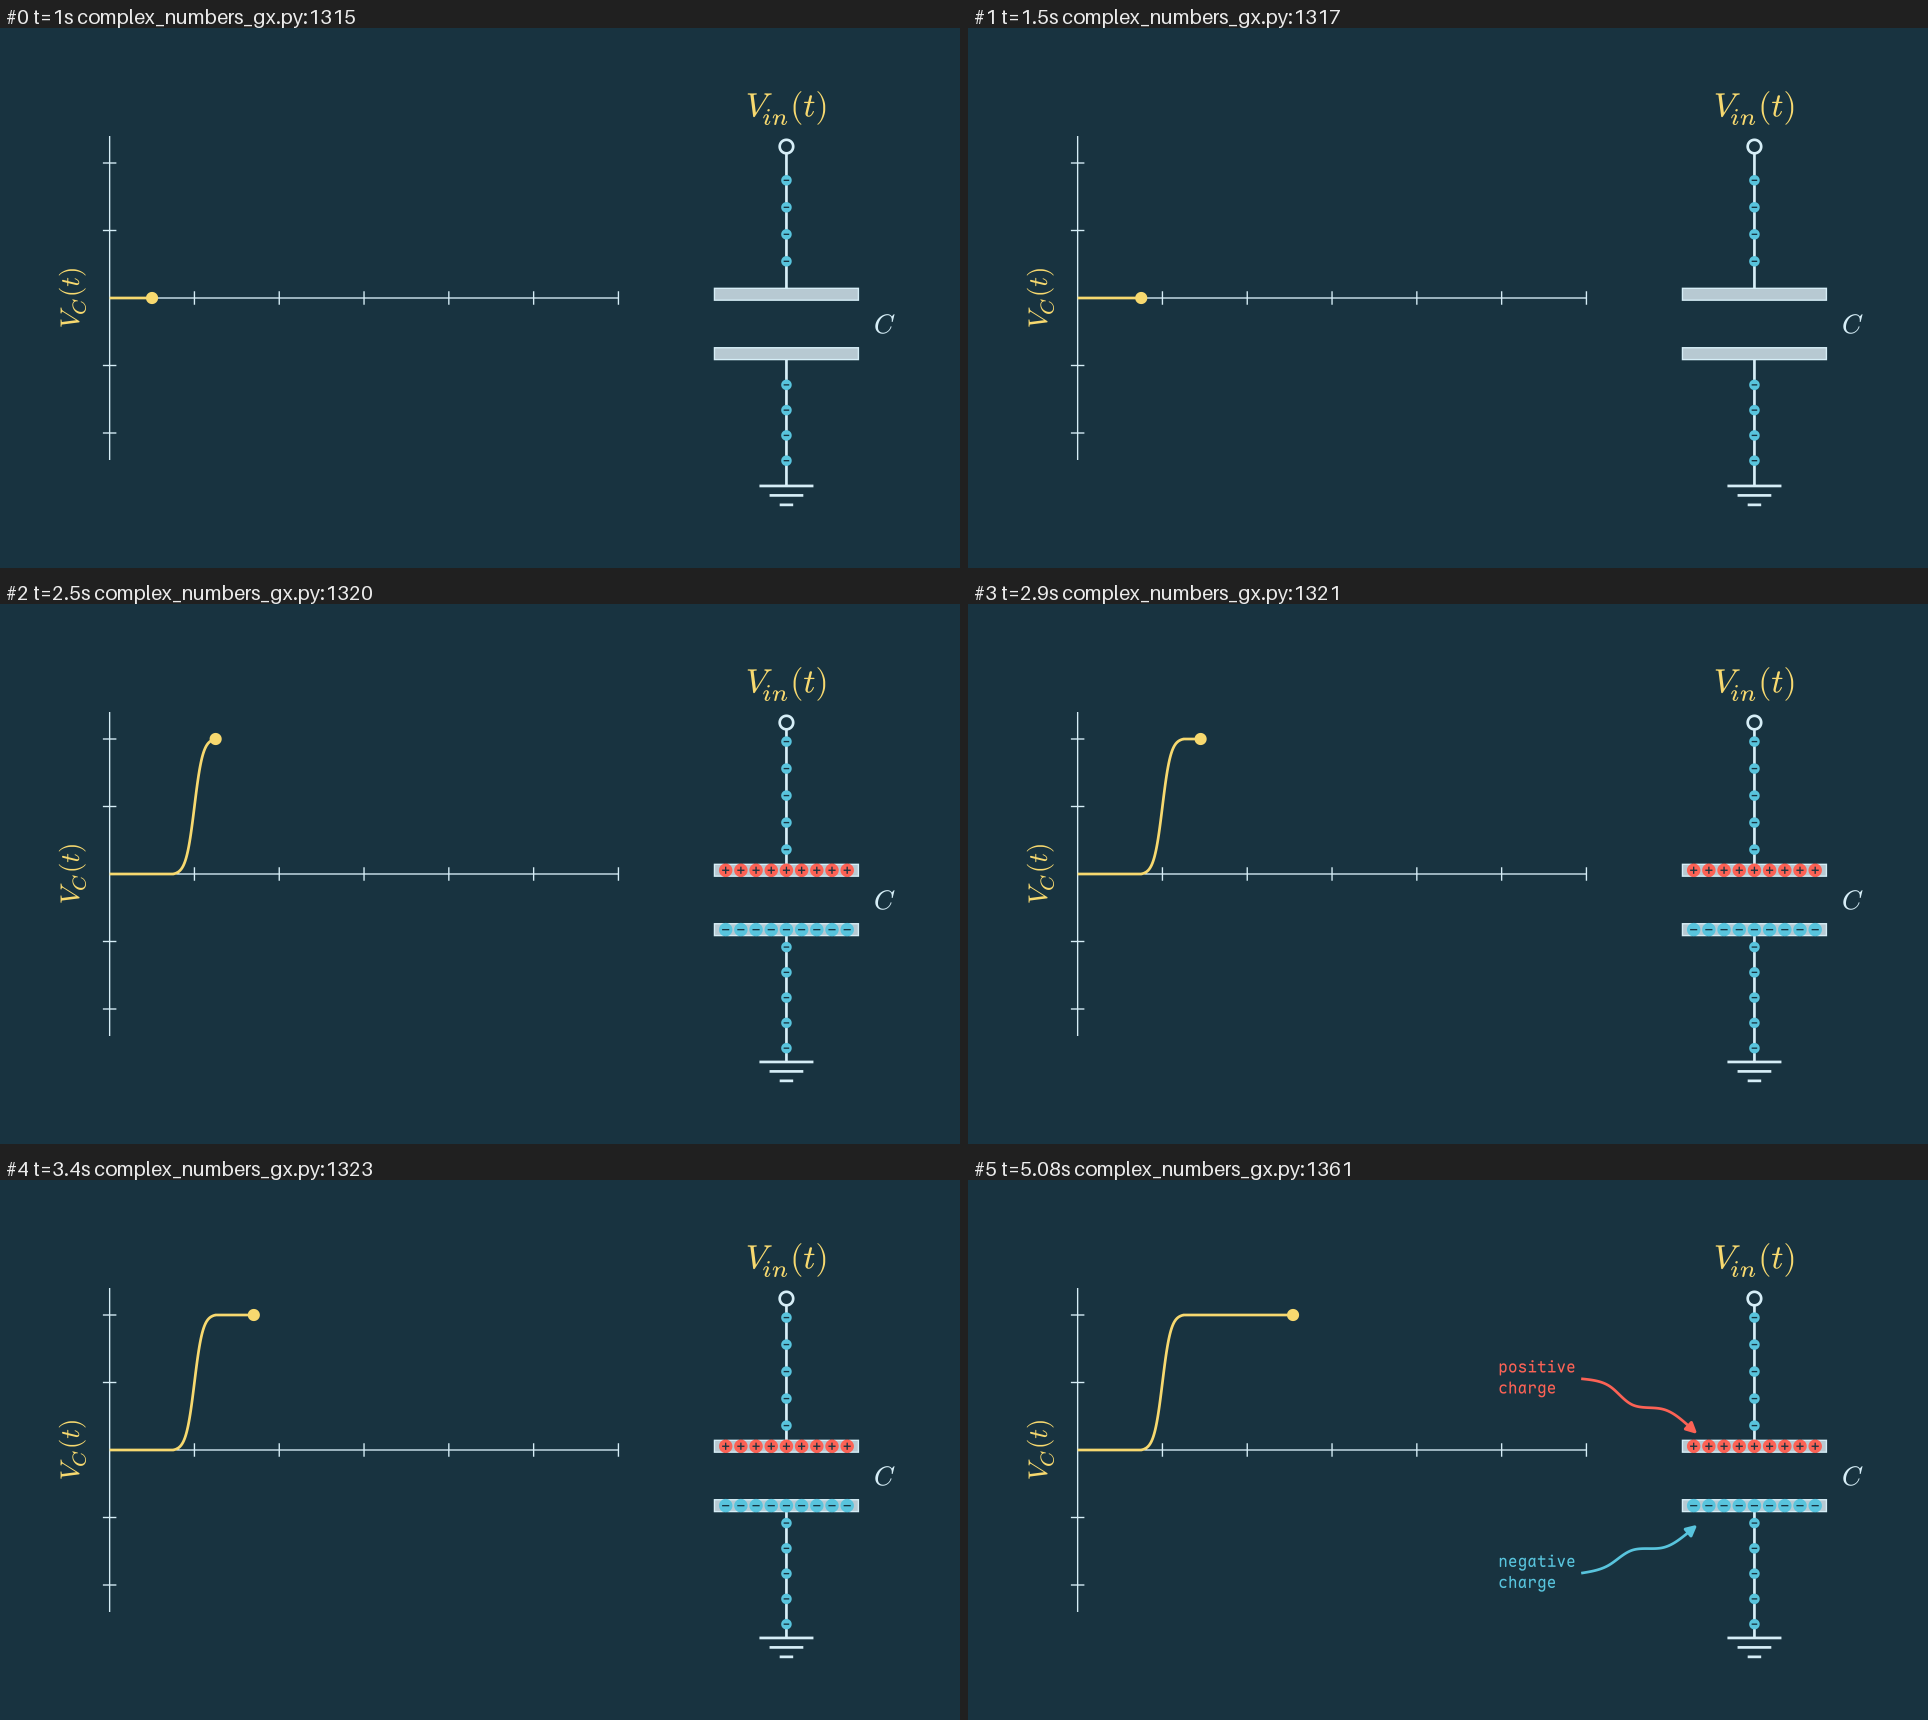 #0 t=1s complex_numbers_gx.py:1315
V_{in}(t)
V_C(t)
C
#1 t=1.5s complex_numbers_gx.py:1317
V_{in}(t)
V_C(t)
C
#2 t=2.5s complex_numbers_gx.py:1320
V_{in}(t)
V_C(t)
+ + + + + + + + +
C
− − − − − − − − −
#3 t=2.9s complex_numbers_gx.py:1321
V_{in}(t)
V_C(t)
+ + + + + + + + +
C
− − − − − − − − −
#4 t=3.4s complex_numbers_gx.py:1323
V_{in}(t)
V_C(t)
+ + + + + + + + +
C
− − − − − − − − −
#5 t=5.08s complex_numbers_gx.py:1361
V_{in}(t)
positive
charge
V_C(t)
+ + + + + + + + +
C
− − − − − − − − −
negative
charge